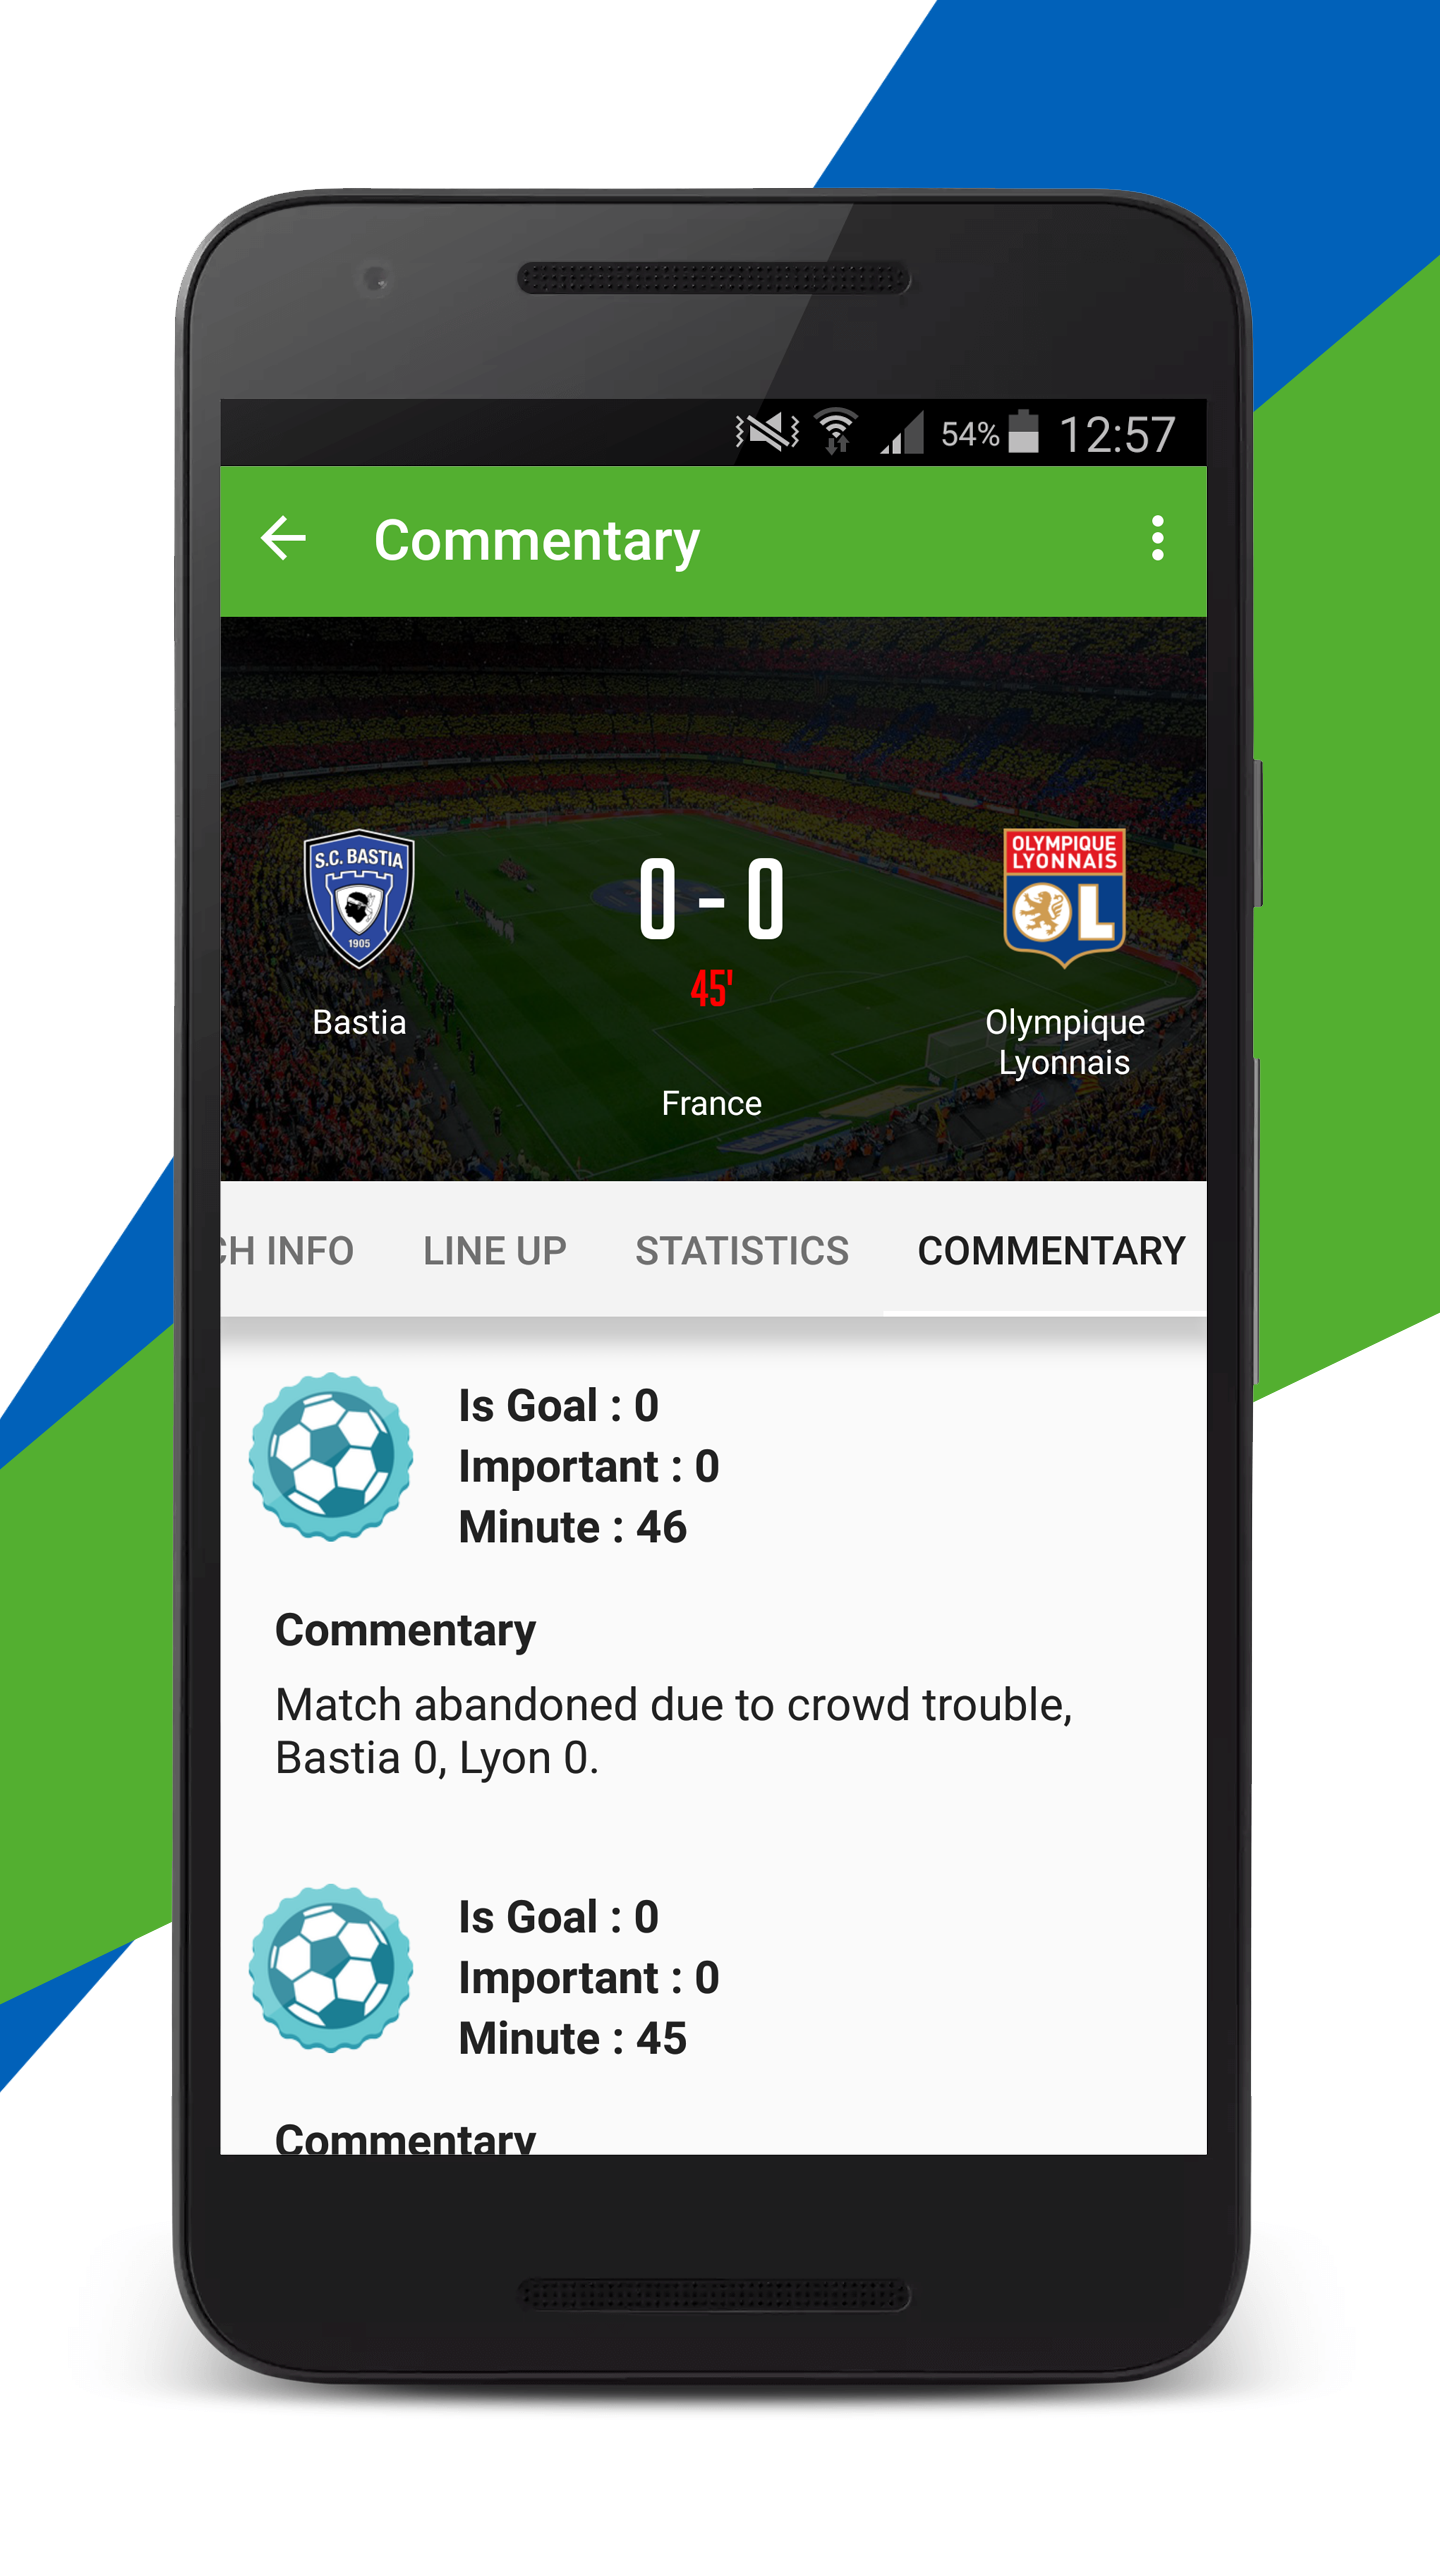 54% 12:57
Commentary
S.C. BASTIA
1905
0 - 0
OLYMPIQUE
LYONNAIS
OL
45'
Bastia
Olympique
Lyonnais
France
CH INFO LINE UP STATISTICS COMMENTARY
Is Goal : 0
Important : 0
Minute : 46
Commentary
Match abandoned due to crowd trouble,
Bastia 0, Lyon 0.
Is Goal : 0
Important : 0
Minute : 45
Commentary